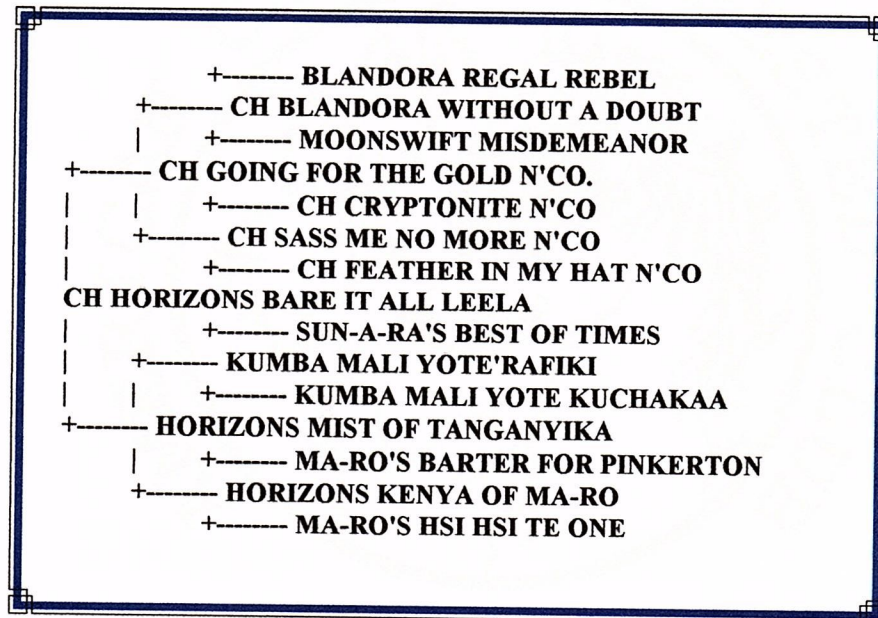 +-------- BLANDORA REGAL REBEL
+-------- CH BLANDORA WITHOUT A DOUBT
| +-------- MOONSWIFT MISDEMEANOR
+-------- CH GOING FOR THE GOLD N'CO.
| | +-------- CH CRYPTONITE N'CO
| +-------- CH SASS ME NO MORE N'CO
| +-------- CH FEATHER IN MY HAT N'CO
CH HORIZONS BARE IT ALL LEELA
| +-------- SUN-A-RA'S BEST OF TIMES
| +-------- KUMBA MALI YOTE'RAFIKI
| | +-------- KUMBA MALI YOTE KUCHAKAA
+-------- HORIZONS MIST OF TANGANYIKA
| +-------- MA-RO'S BARTER FOR PINKERTON
+-------- HORIZONS KENYA OF MA-RO
+-------- MA-RO'S HSI HSI TE ONE